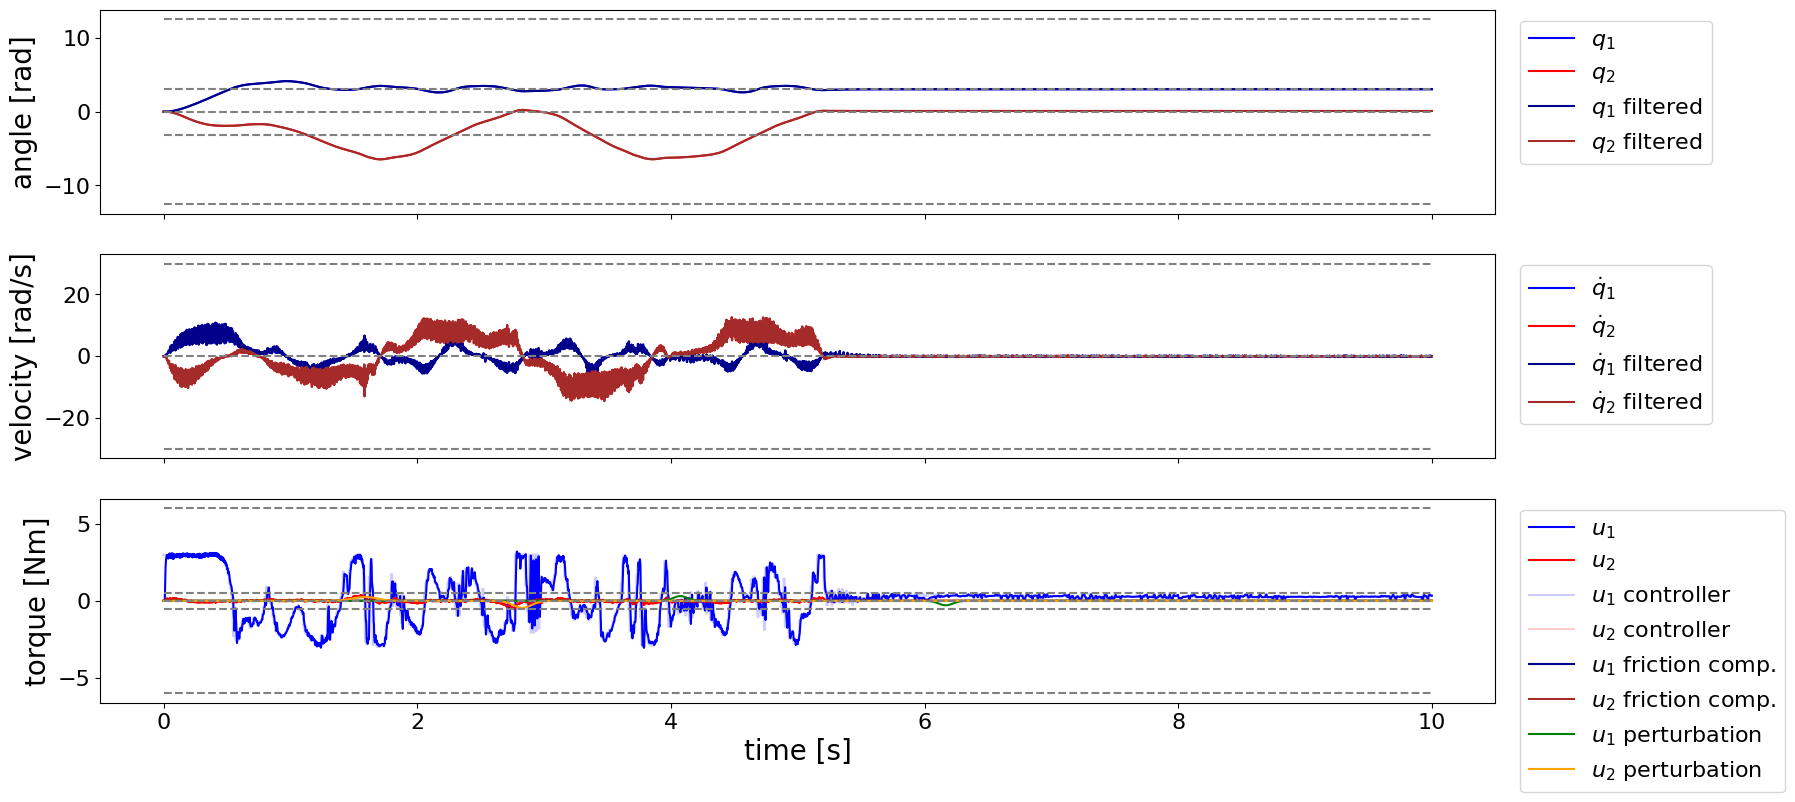 angle [rad]
10
0
−10
q₁
q₂
q₁ filtered
q₂ filtered
velocity [rad/s]
20
0
−20
q̇₁
q̇₂
q̇₁ filtered
q̇₂ filtered
torque [Nm]
5
0
−5
0 2 4 6 8 10
time [s]
u₁
u₂
u₁ controller
u₂ controller
u₁ friction comp.
u₂ friction comp.
u₁ perturbation
u₂ perturbation